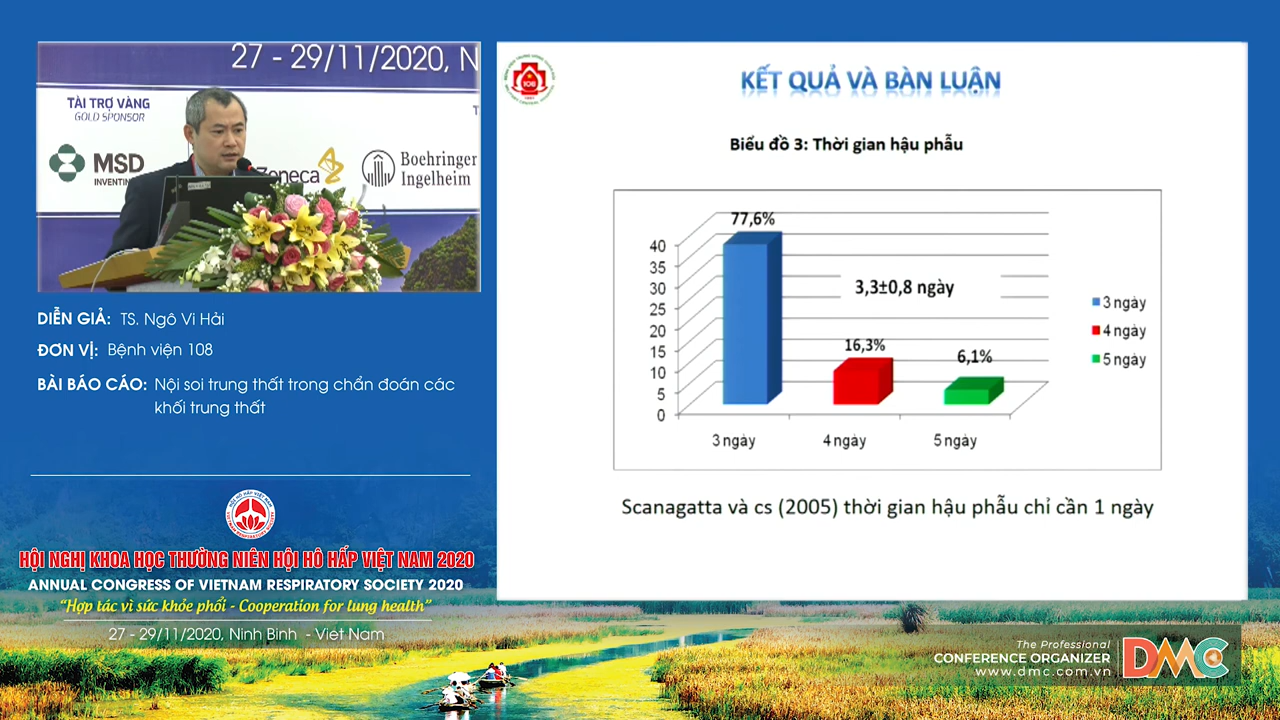 27 - 29/11/2020, N
TÀI TRỢ VÀNG
GOLD SPONSOR
MSD
INVENTIN
Zeneca
Boehringer
Ingelheim
DIỄN GIẢ: TS. Ngô Vi Hải
ĐƠN VỊ: Bệnh viện 108
BÀI BÁO CÁO: Nội soi trung thất trong chẩn đoán các
khối trung thất
HỘI NGHỊ KHOA HỌC THƯỜNG NIÊN HỘI HÔ HẤP VIỆT NAM 2020
ANNUAL CONGRESS OF VIETNAM RESPIRATORY SOCIETY 2020
“Hợp tác vì sức khỏe phổi - Cooperation for lung health”
27 - 29/11/2020, Ninh Binh - Viet Nam
108
KẾT QUẢ VÀ BÀN LUẬN
Biểu đồ 3: Thời gian hậu phẫu
77,6%
40
35
30
25
20
15
10
5
0
3,3±0,8 ngày
16,3%
6,1%
3 ngày
4 ngày
5 ngày
3 ngày
4 ngày
5 ngày
Scanagatta và cs (2005) thời gian hậu phẫu chỉ cần 1 ngày
The Professional
CONFERENCE ORGANIZER
www.dmc.com.vn
DMC